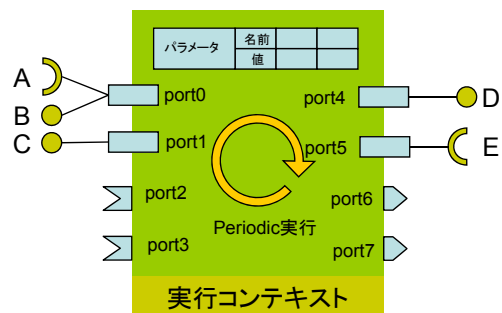 パラメータ 名前
値
A
B
C
port0
port1
port2
port3
port4
port5
port6
port7
D
E
Periodic実行
実行コンテキスト